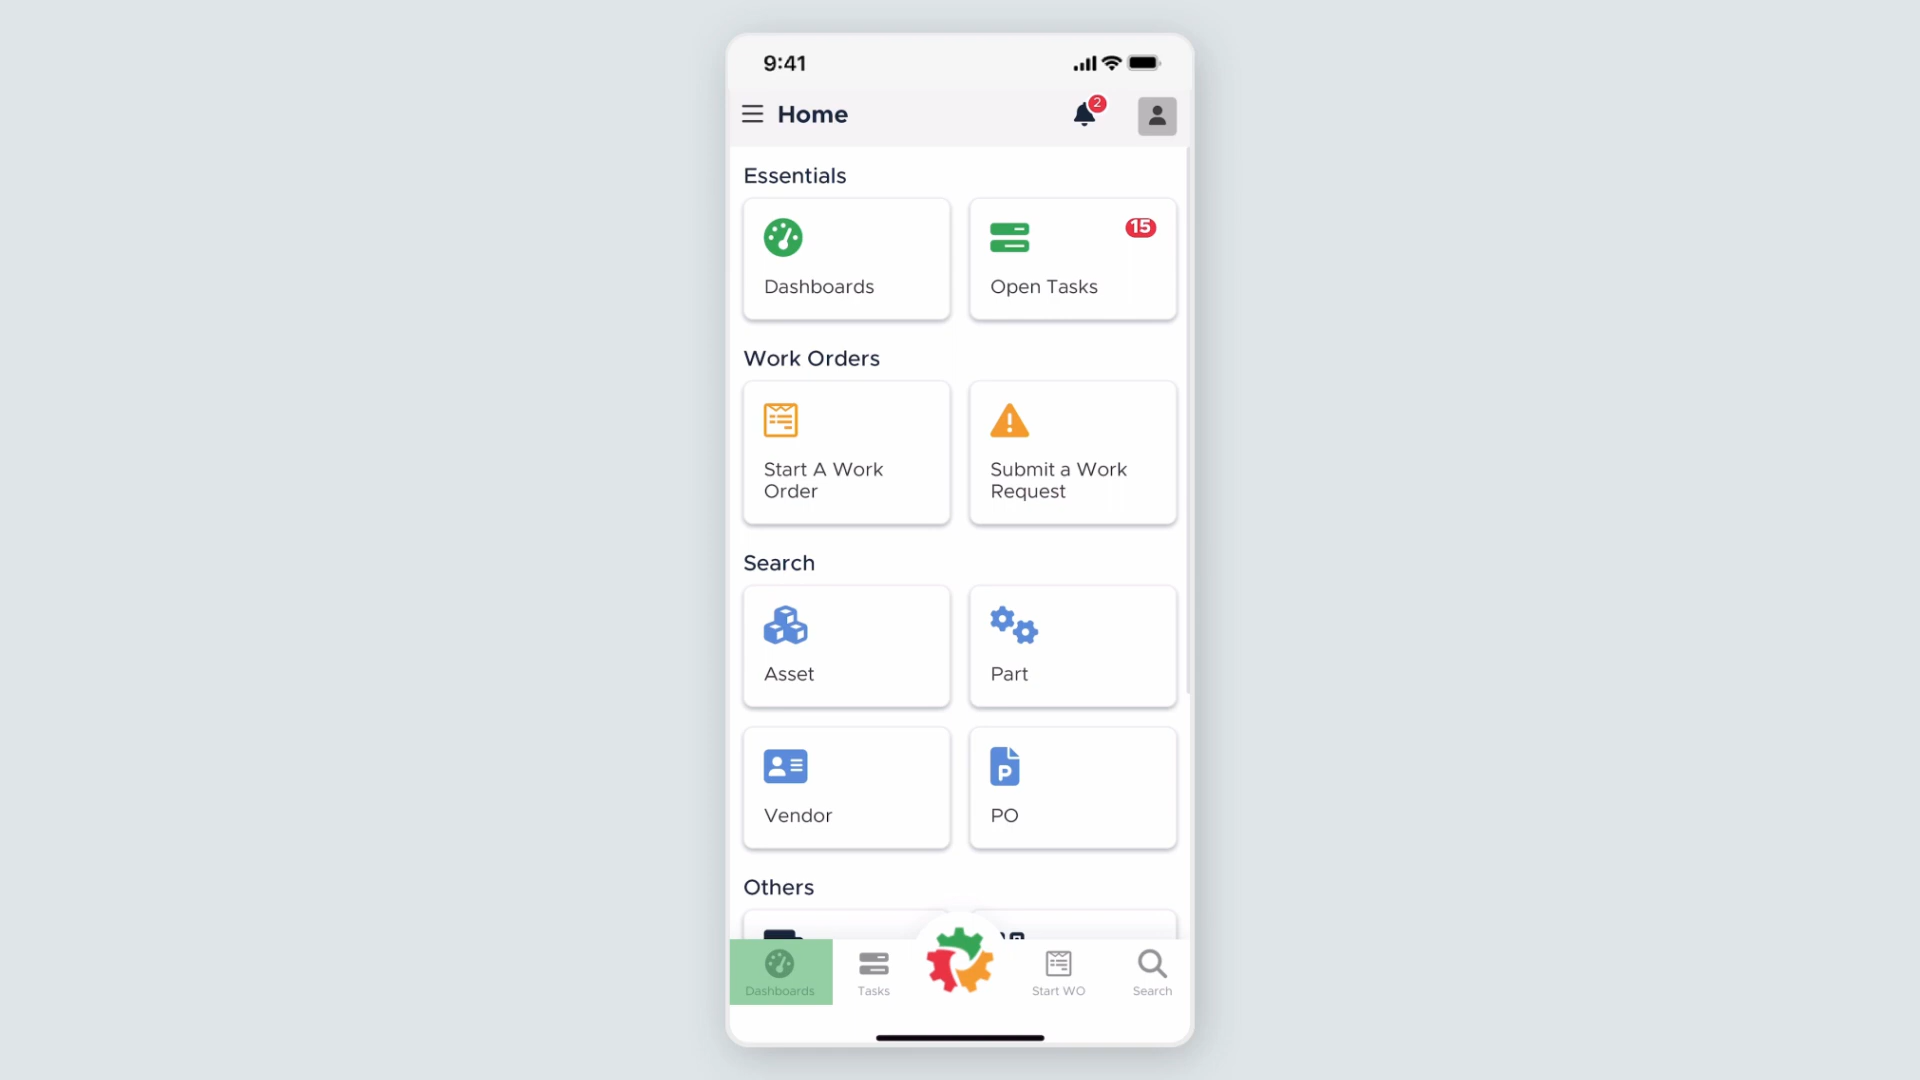 9:41
Home
2
Essentials
15
Dashboards
Open Tasks
Work Orders
Start A Work
Order
Submit a Work
Request
Search
Asset
Part
Vendor
P
PO
Others
Dashboards
Tasks
Start WO
Search